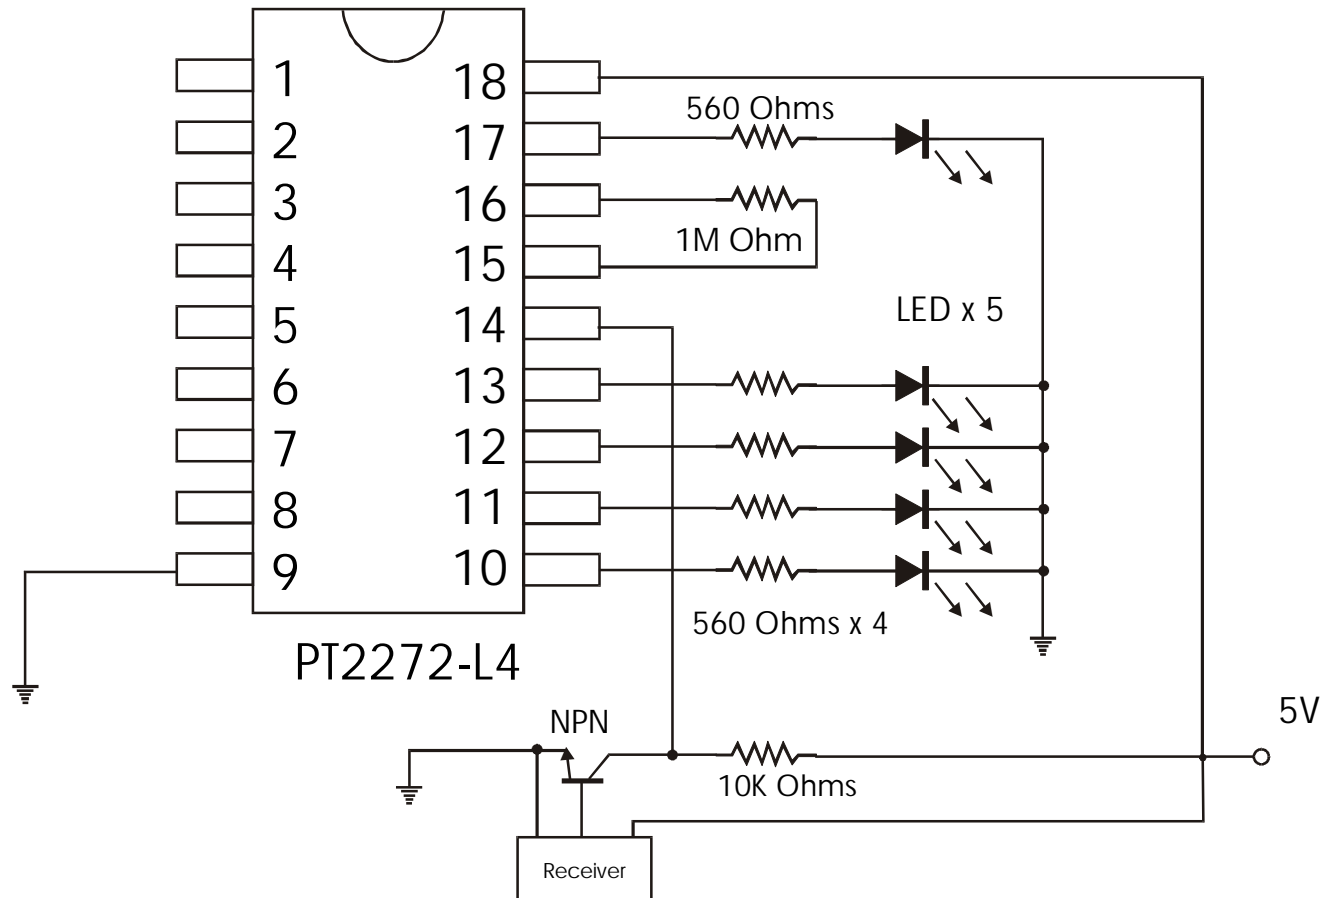 1 18
560 Ohms
2 17
3 16
1M Ohm
4 15
LED x 5
5 14
6 13
7 12
8 11
9 10
560 Ohms x 4
PT2272-L4
5V
NPN
10K Ohms
Receiver